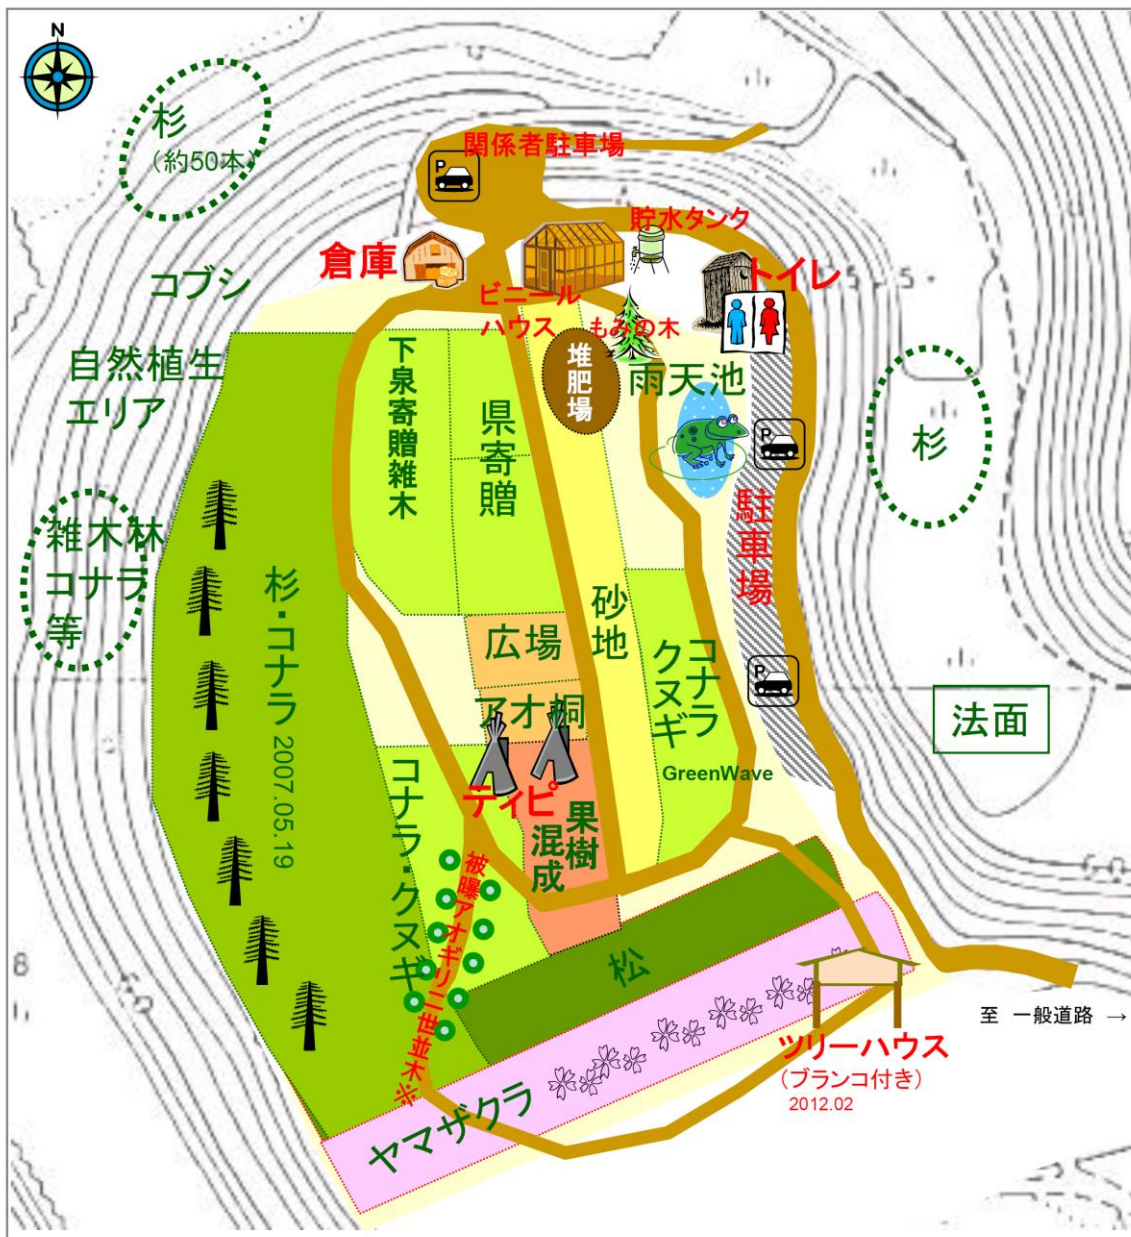 N
杉
（約50本）
関係者駐車場
P
貯水タンク
倉庫
トイレ
コブシ
ビニール
ハウス
もみの木
自然植生
エリア
下泉寄贈雑木
県寄贈
堆肥場
雨天池
P
杉
雑木林
コナラ
等
駐車場
杉・コナラ 2007.05.19
砂地
広場
コナラ
クヌギ
アオ桐
P
法面
GreenWave
ティピ
コナラ・クヌギ
果樹
混成
被曝アオギリ二世並木※
松
至 一般道路 →
ツリーハウス
（ブランコ付き）
2012.02
ヤマザクラ